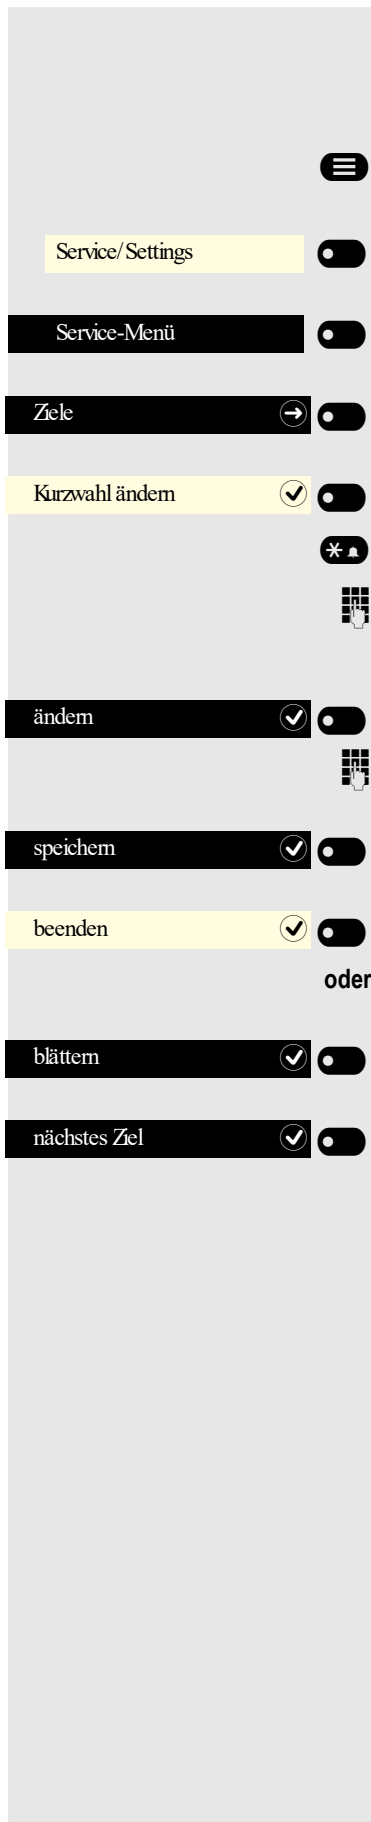 Service/Settings
Service-Menü
Ziele
Kurzwahl ändern
ändern
speichern
beenden
oder
blättern
nächstes Ziel